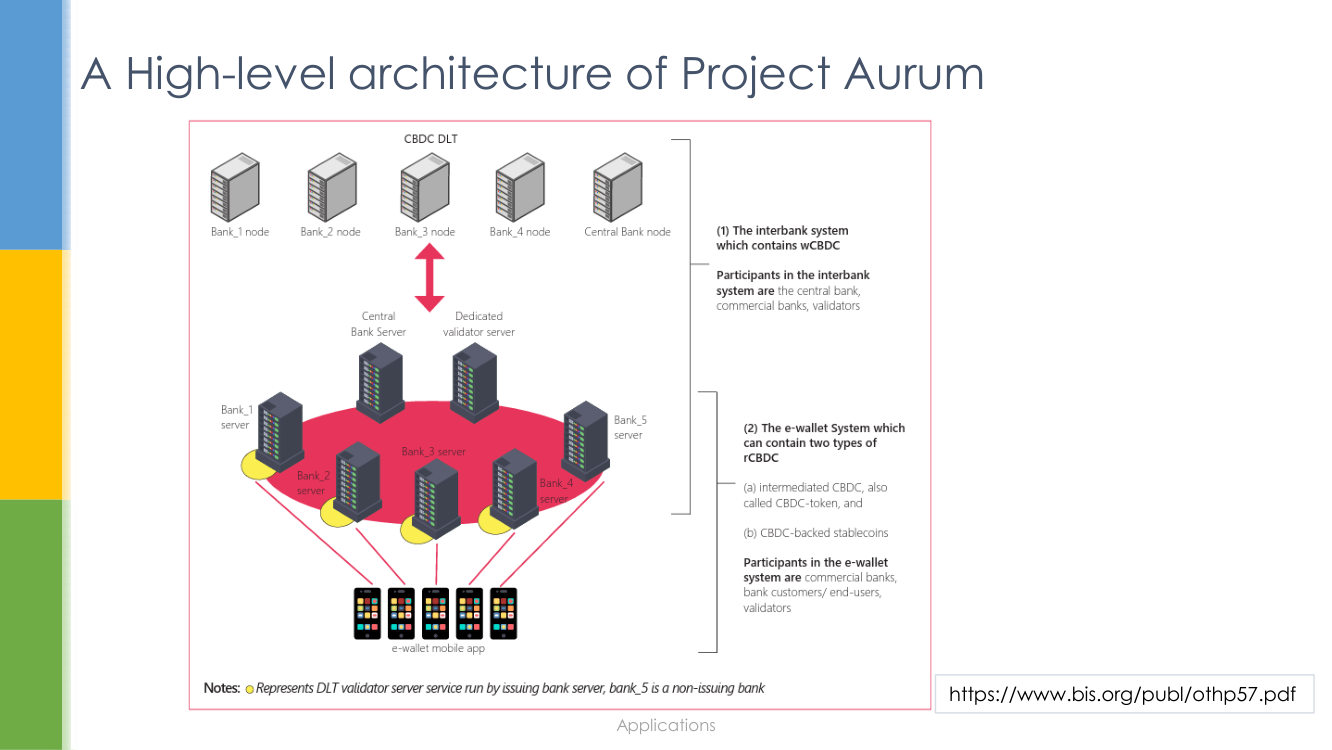 A High-level architecture of Project Aurum
CBDC DLT
Bank_1 node
Bank_2 node
Bank_3 node
Bank_4 node
Central Bank node
(1) The interbank system
which contains wCBDC
Participants in the interbank
system are the central bank,
commercial banks, validators
Central
Bank Server
Dedicated
validator server
Bank_1
server
Bank_2
server
Bank_3 server
Bank_4
server
Bank_5
server
(2) The e-wallet System which
can contain two types of
rCBDC
(a) intermediated CBDC, also
called CBDC-token, and
(b) CBDC-backed stablecoins
Participants in the e-wallet
system are commercial banks,
bank customers/ end-users,
validators
e-wallet mobile app
Notes: Represents DLT validator server service run by issuing bank server, bank_5 is a non-issuing bank
https://www.bis.org/publ/othp57.pdf
Applications